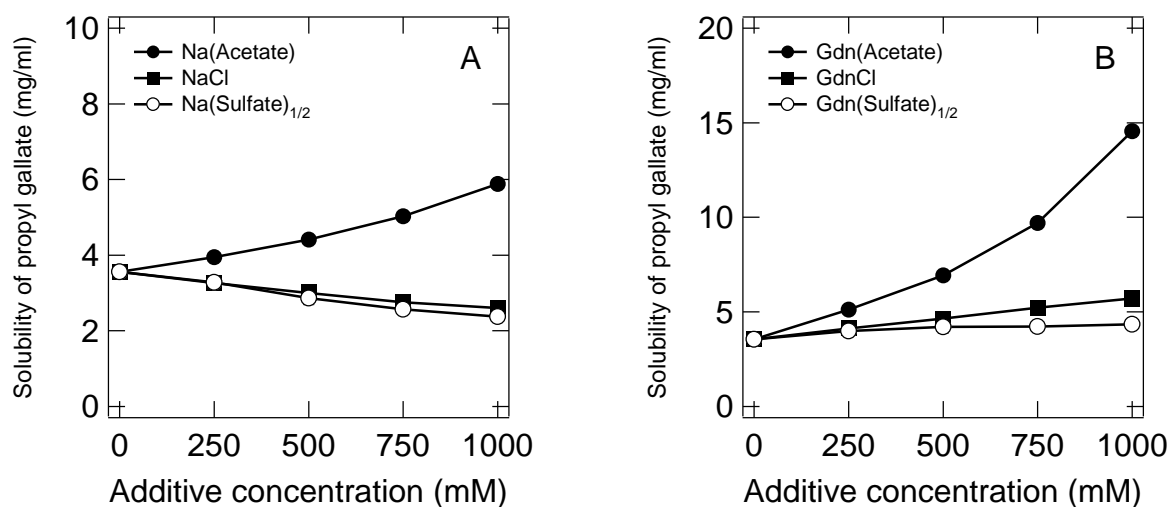 A
Na(Acetate)
NaCl
Na(Sulfate)1/2
Solubility of propyl gallate (mg/ml)
10
8
6
4
2
0
0 250 500 750 1000
Additive concentration (mM)
B
Gdn(Acetate)
GdnCl
Gdn(Sulfate)1/2
Solubility of propyl gallate (mg/ml)
20
15
10
5
0
0 250 500 750 1000
Additive concentration (mM)